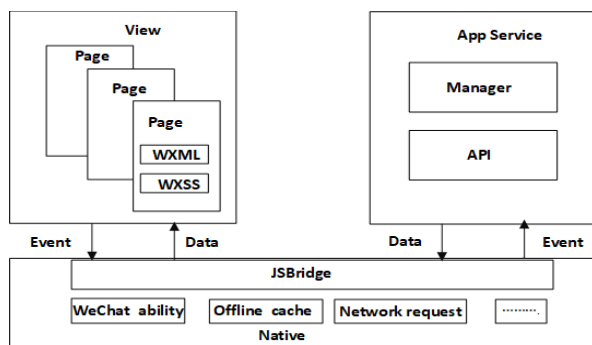 View
Page
Page
Page
WXML
WXSS
App Service
Manager
API
Event
Data
Data
Event
JSBridge
WeChat ability
Offline cache
Network request
..........
Native